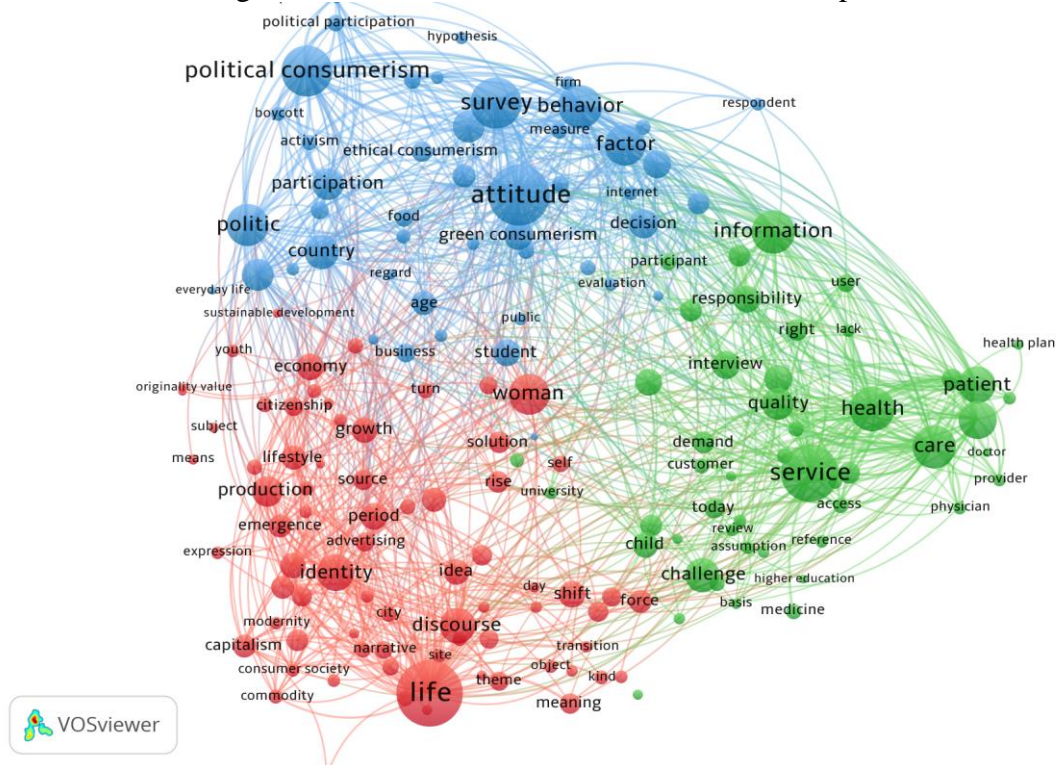 political participation
hypothesis
political consumerism
firm
survey
behavior
respondent
boycott
measure
activism
factor
ethical consumerism
participation
attitude
internet
food
politic
decision
information
green consumerism
country
participant
regard
evaluation
user
everyday life
responsibility
age
sustainable development
public
right
lack
youth
business
student
health plan
economy
interview
patient
originality value
turn
woman
citizenship
quality
health
subject
growth
solution
demand
care
means
lifestyle
self
customer
doctor
source
service
production
rise
university
provider
access
emergence
period
today
physician
advertising
review
expression
child
assumption
reference
identity
idea
challenge
higher education
day
shift
force
basis
medicine
city
modernity
discourse
capitalism
narrative
transition
site
consumer society
object
life
theme
kind
commodity
meaning
VOSviewer